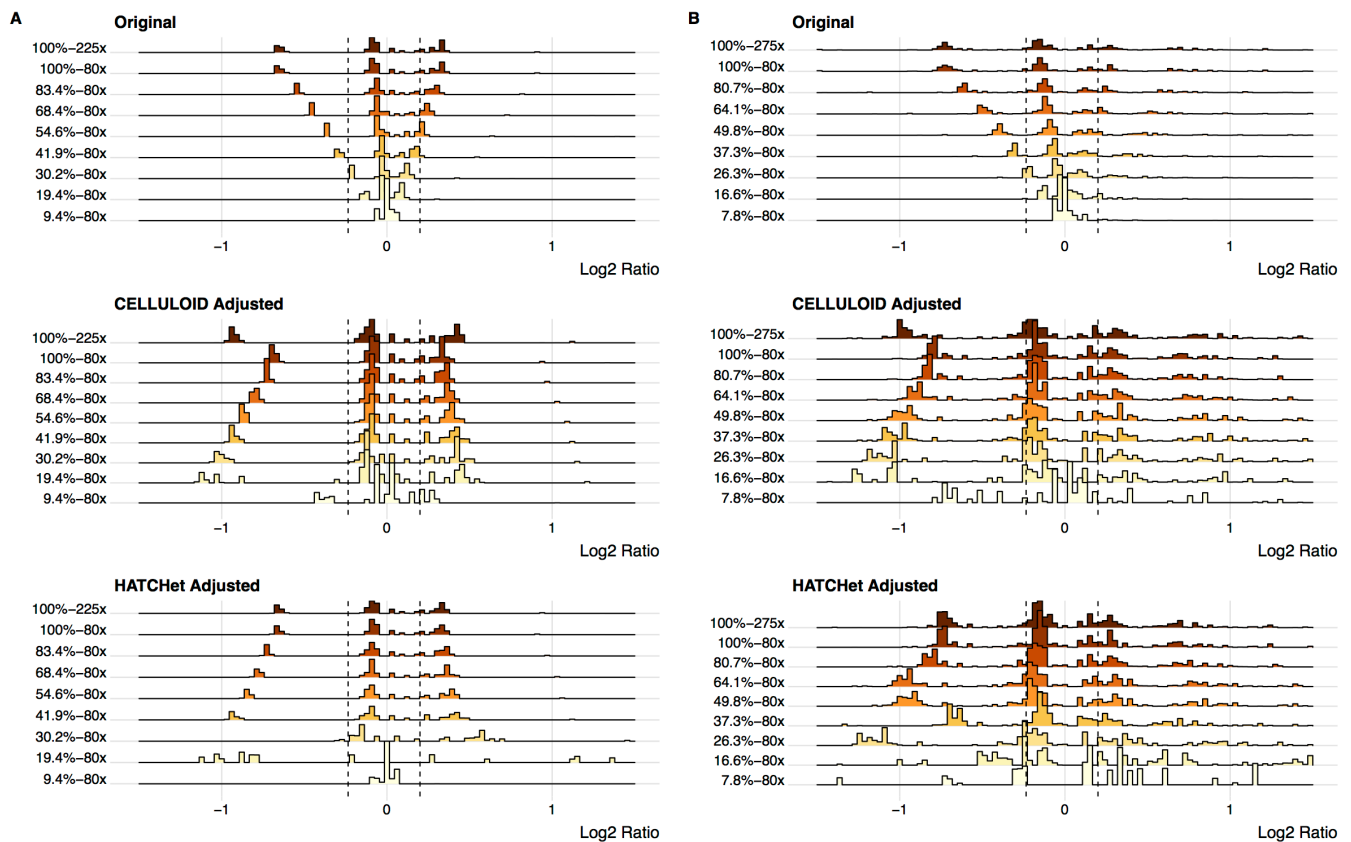 A
Original
100%−225x
100%−80x
83.4%−80x
68.4%−80x
54.6%−80x
41.9%−80x
30.2%−80x
19.4%−80x
9.4%−80x
−1 0 1
Log2 Ratio
CELLULOID Adjusted
100%−225x
100%−80x
83.4%−80x
68.4%−80x
54.6%−80x
41.9%−80x
30.2%−80x
19.4%−80x
9.4%−80x
−1 0 1
Log2 Ratio
HATCHet Adjusted
100%−225x
100%−80x
83.4%−80x
68.4%−80x
54.6%−80x
41.9%−80x
30.2%−80x
19.4%−80x
9.4%−80x
−1 0 1
Log2 Ratio
B
Original
100%−275x
100%−80x
80.7%−80x
64.1%−80x
49.8%−80x
37.3%−80x
26.3%−80x
16.6%−80x
7.8%−80x
−1 0 1
Log2 Ratio
CELLULOID Adjusted
100%−275x
100%−80x
80.7%−80x
64.1%−80x
49.8%−80x
37.3%−80x
26.3%−80x
16.6%−80x
7.8%−80x
−1 0 1
Log2 Ratio
HATCHet Adjusted
100%−275x
100%−80x
80.7%−80x
64.1%−80x
49.8%−80x
37.3%−80x
26.3%−80x
16.6%−80x
7.8%−80x
−1 0 1
Log2 Ratio